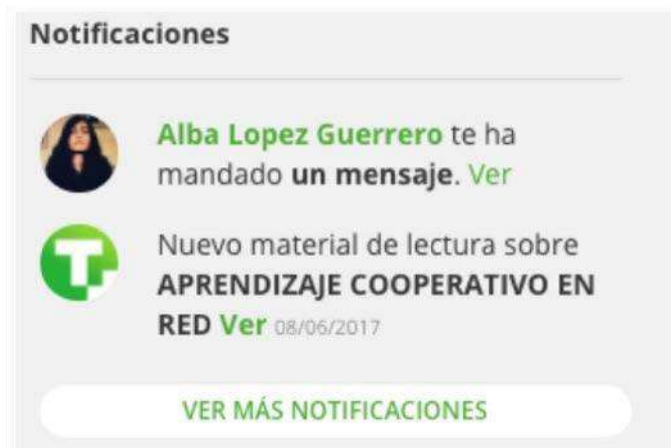 Notificaciones
Alba Lopez Guerrero te ha
mandado un mensaje. Ver
Nuevo material de lectura sobre
APRENDIZAJE COOPERATIVO EN
RED Ver 08/06/2017
VER MÁS NOTIFICACIONES